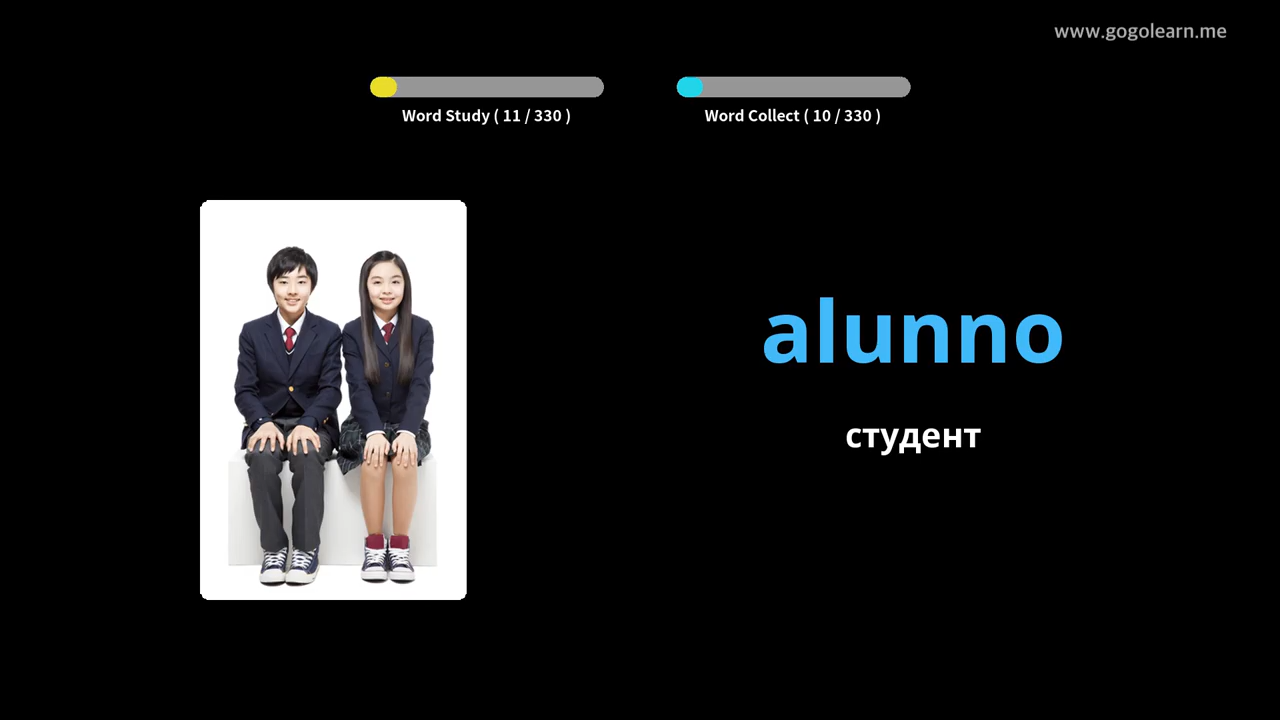 www.gogolearn.me
Word Study ( 11 / 330 )
Word Collect ( 10 / 330 )
alunno
студент